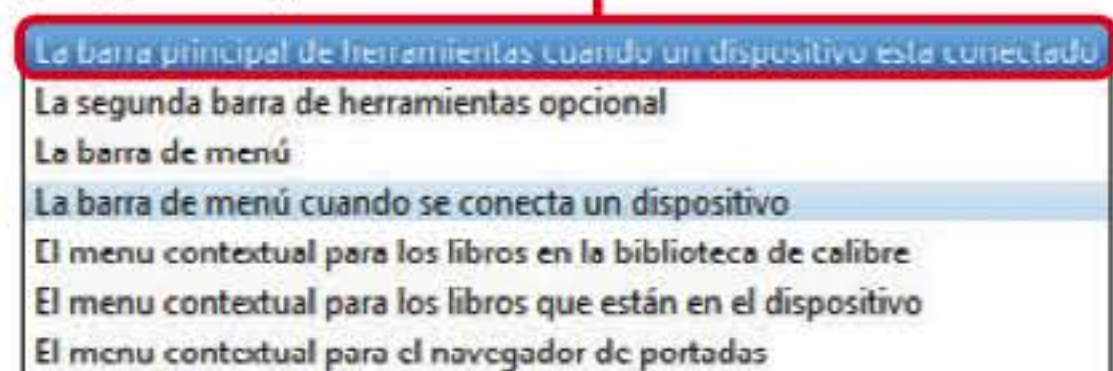 La barra principal de herramientas cuando un dispositivo esta conectado
La segunda barra de herramientas opcional
La barra de menú
La barra de menú cuando se conecta un dispositivo
El menu contextual para los libros en la biblioteca de calibre
El menu contextual para los libros que están en el dispositivo
El menu contextual para el navegador de portadas